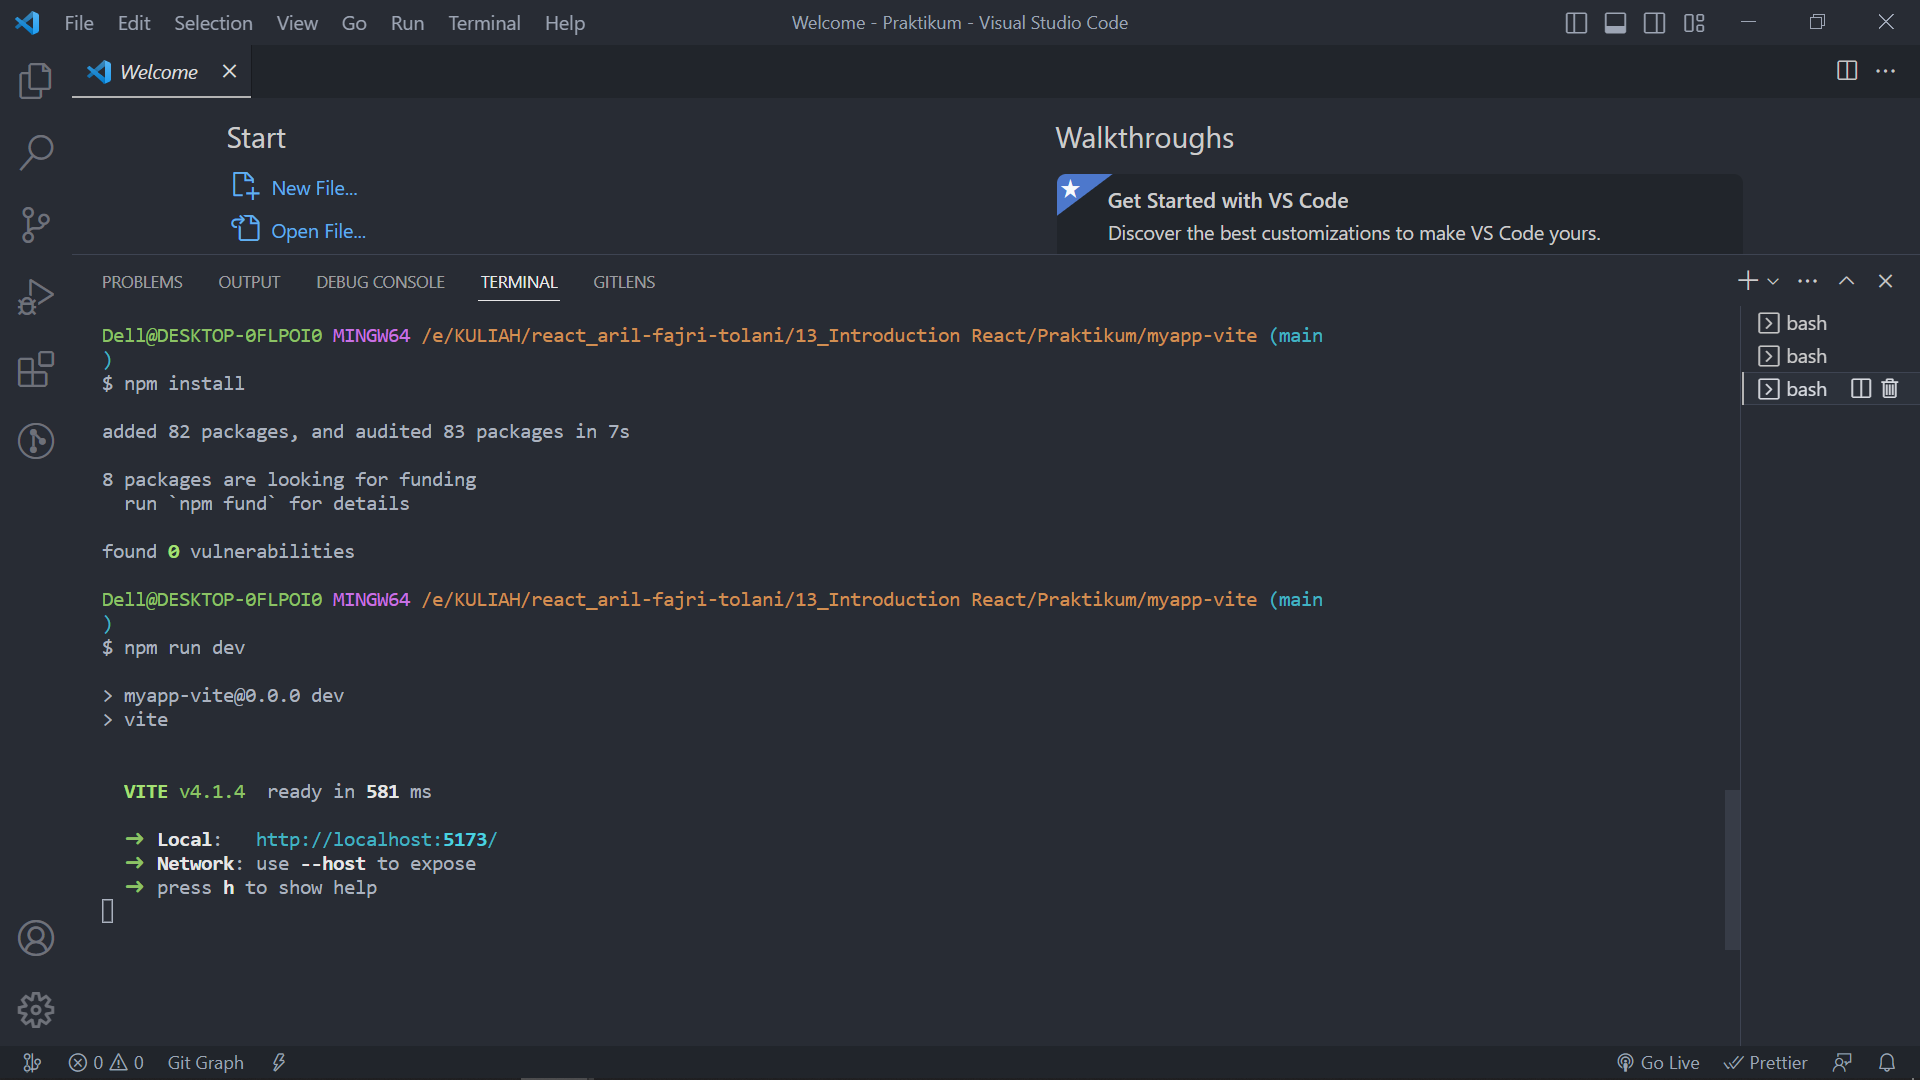 File Edit Selection View Go Run Terminal Help
Welcome - Praktikum - Visual Studio Code
Welcome
Start
New File...
Open File...
Walkthroughs
Get Started with VS Code
Discover the best customizations to make VS Code yours.
PROBLEMS OUTPUT DEBUG CONSOLE TERMINAL GITLENS
Dell@DESKTOP-0FLPOI0 MINGW64 /e/KULIAH/react_aril-fajri-tolani/13_Introduction React/Praktikum/myapp-vite (main
)
$ npm install
added 82 packages, and audited 83 packages in 7s
8 packages are looking for funding
run `npm fund` for details
found 0 vulnerabilities
Dell@DESKTOP-0FLPOI0 MINGW64 /e/KULIAH/react_aril-fajri-tolani/13_Introduction React/Praktikum/myapp-vite (main
)
$ npm run dev
> myapp-vite@0.0.0 dev
> vite
VITE v4.1.4 ready in 581 ms
➜ Local: http://localhost:5173/
➜ Network: use --host to expose
➜ press h to show help
bash
bash
bash
0 0 Git Graph
Go Live Prettier